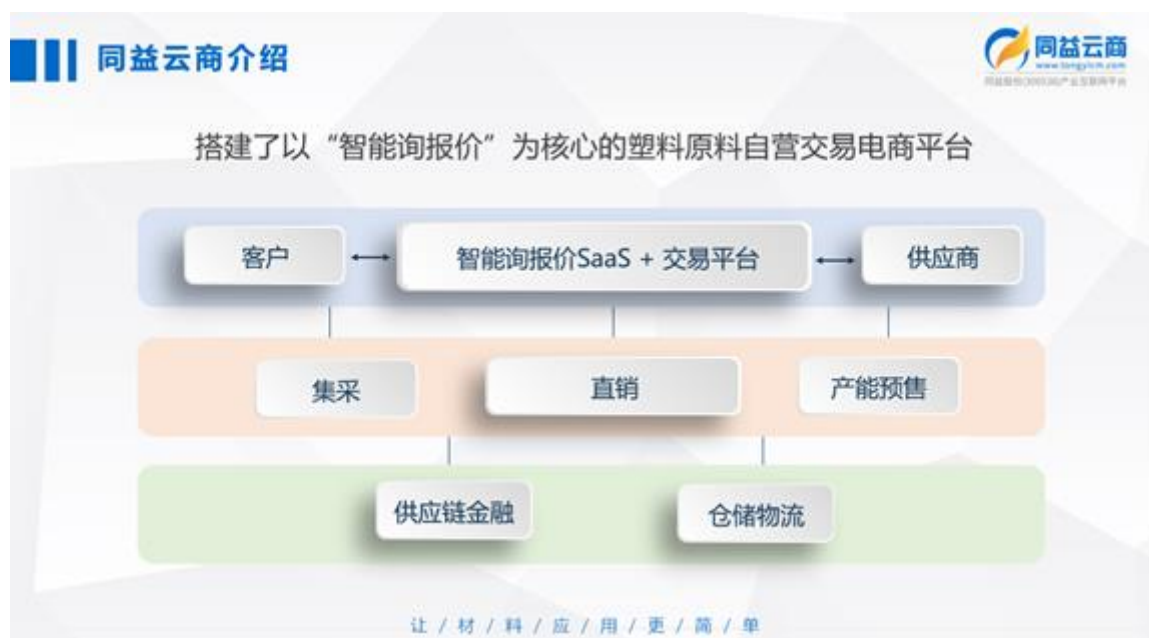 同益云商介绍
同益云商
www.tongyicm.com
搭建了以“智能询报价”为核心的塑料原料自营交易电商平台
客户
智能询报价SaaS + 交易平台
供应商
集采
直销
产能预售
供应链金融
仓储物流
让/材/料/应/用/更/简/单